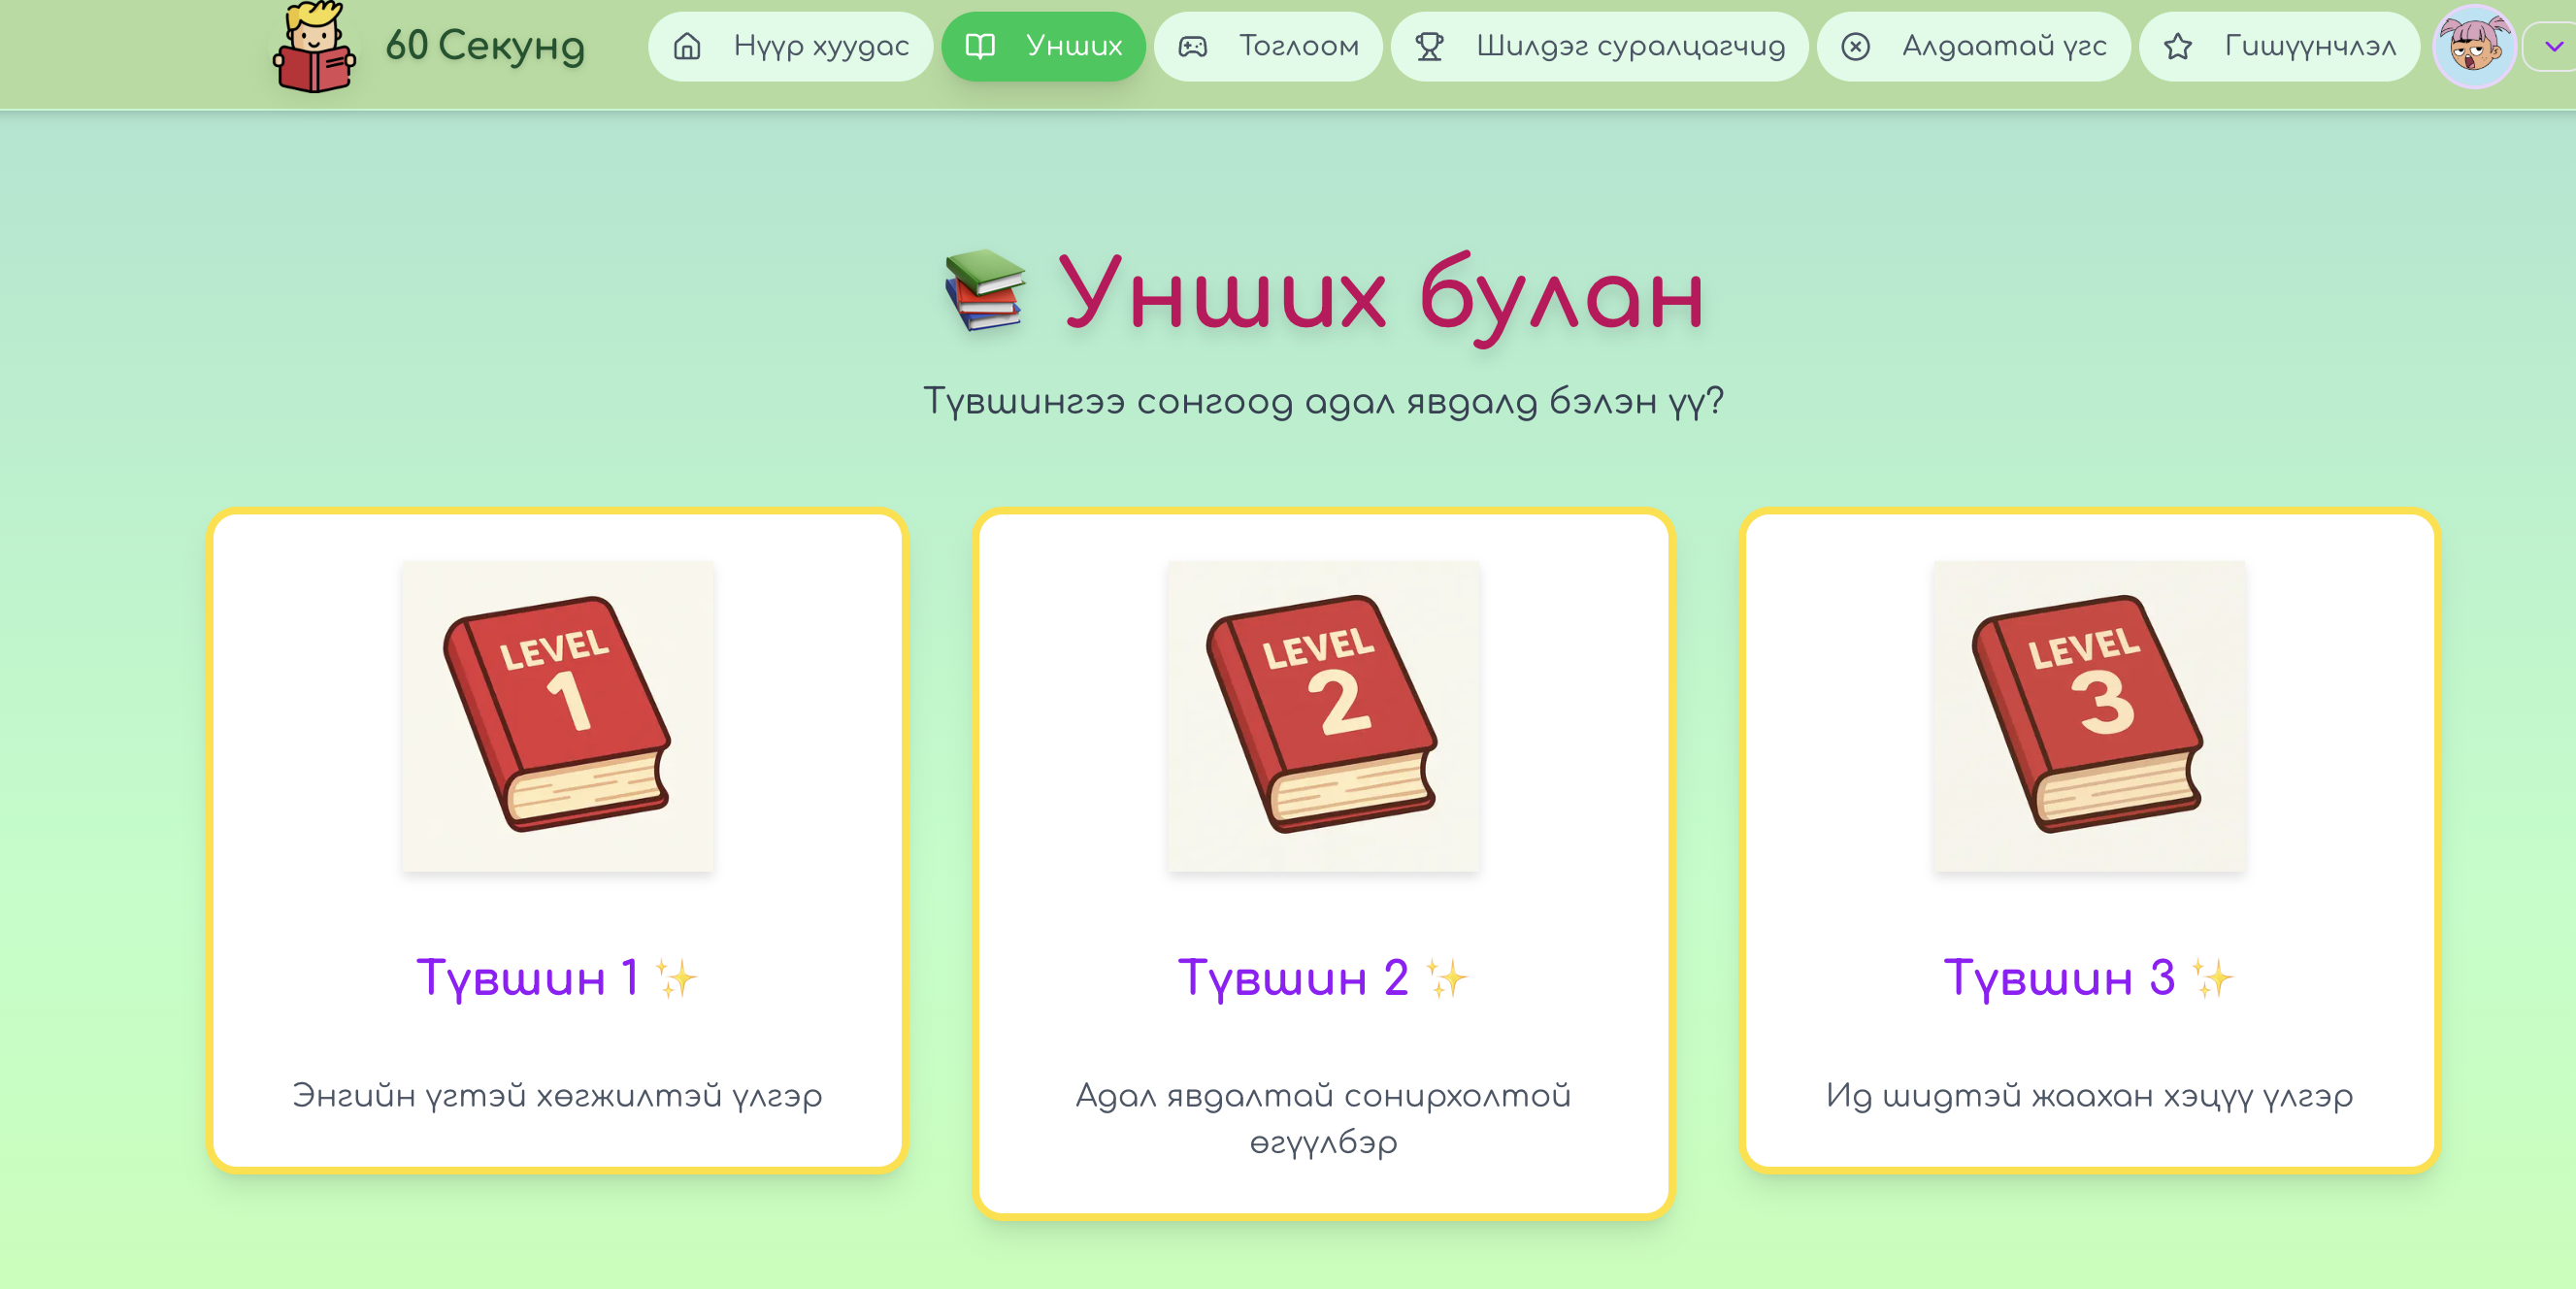 60 Секунд
Нүүр хуудас
Унших
Тоглоом
Шилдэг суралцагчид
Алдаатай үгс
Гишүүнчлэл
Унших булан
Түвшингээ сонгоод адал явдалд бэлэн үү?
LEVEL
1
LEVEL
2
LEVEL
3
Түвшин 1
Түвшин 2
Түвшин 3
Энгийн үгтэй хөгжилтэй үлгэр
Адал явдалтай сонирхолтой
өгүүлбэр
Ид шидтэй жаахан хэцүү үлгэр